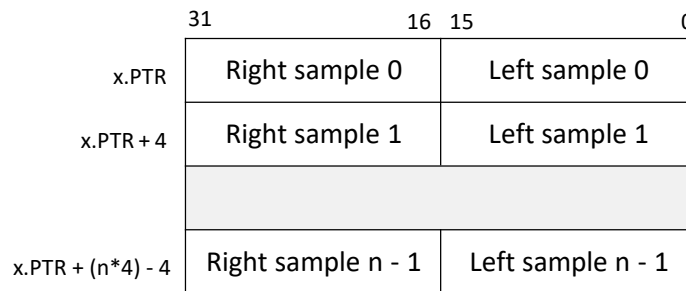 31 16 15 0
x.PTR Right sample 0 Left sample 0
x.PTR + 4 Right sample 1 Left sample 1
x.PTR + (n*4) - 4 Right sample n - 1 Left sample n - 1